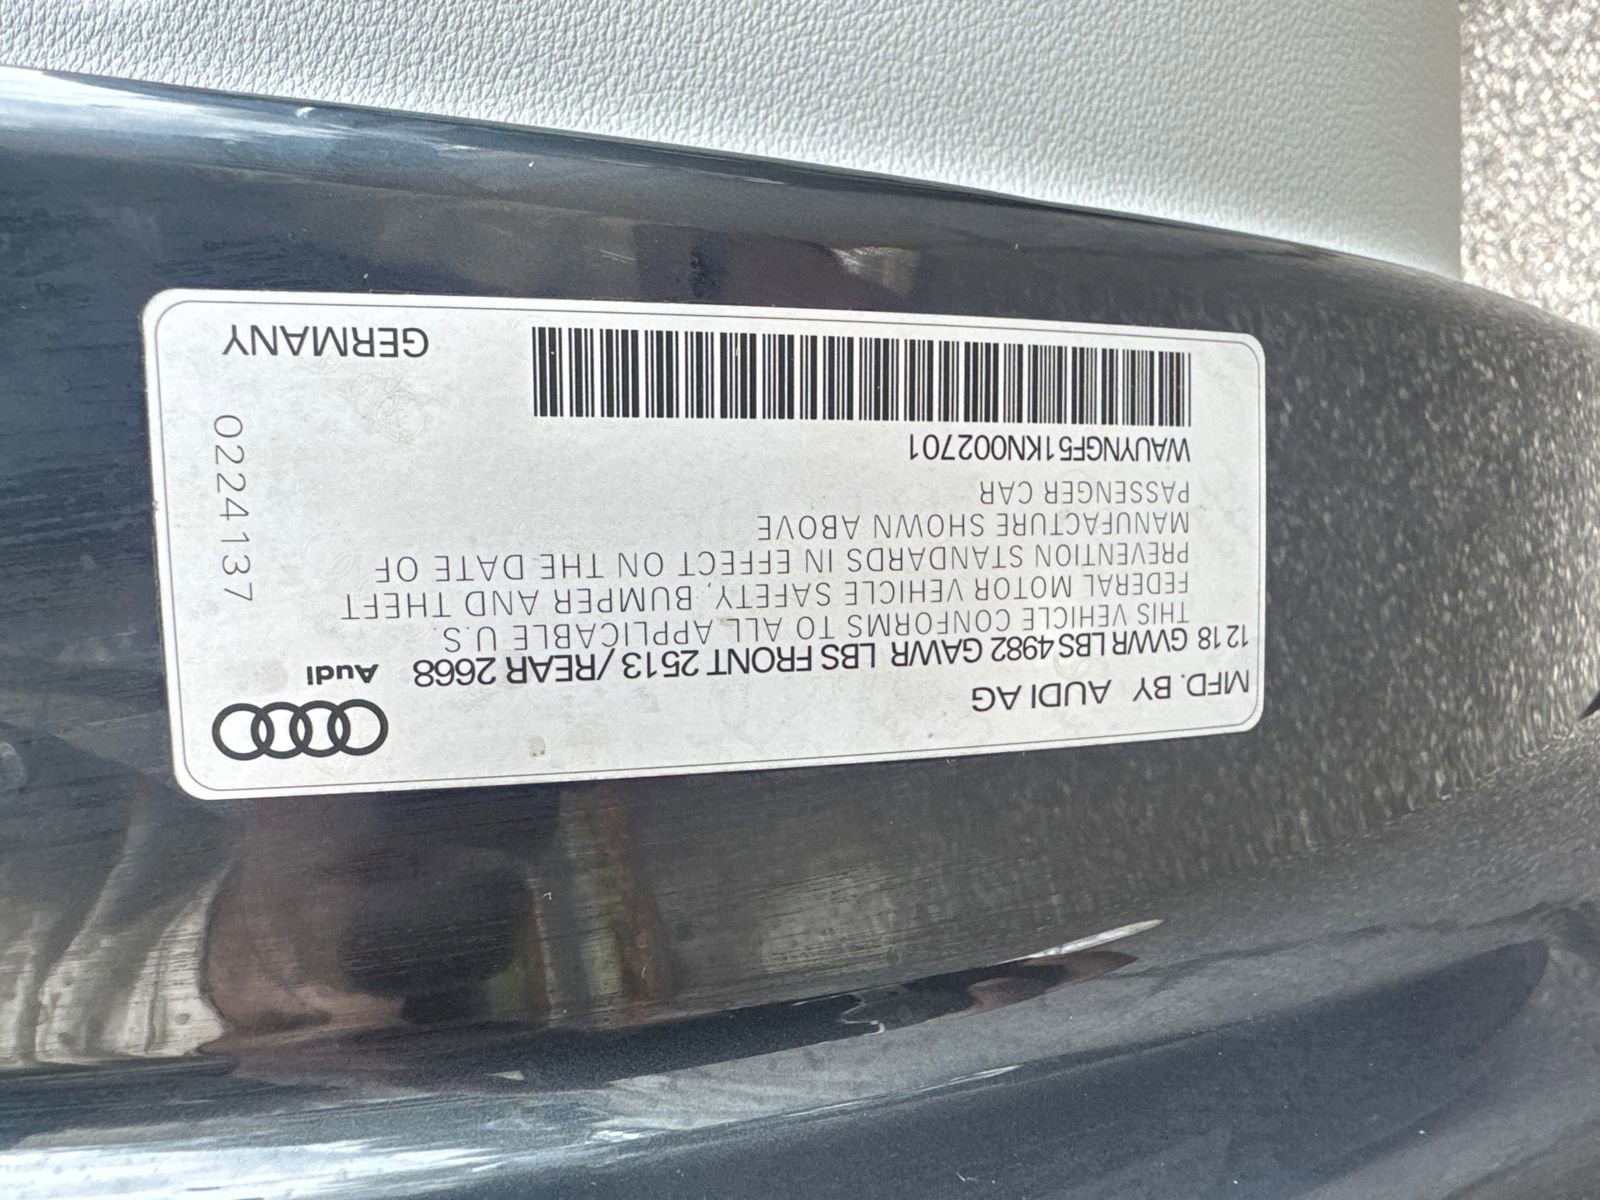 MFD. BY AUDI AG
12 18 GVWR LBS 4982 GAWR LBS FRONT 2513 / REAR 2668
Audi
THIS VEHICLE CONFORMS TO ALL APPLICABLE U.S.
FEDERAL MOTOR VEHICLE SAFETY, BUMPER AND THEFT
PREVENTION STANDARDS IN EFFECT ON THE DATE OF
MANUFACTURE SHOWN ABOVE
PASSENGER CAR
WAUYNGF51KN002701
0224137
GERMANY